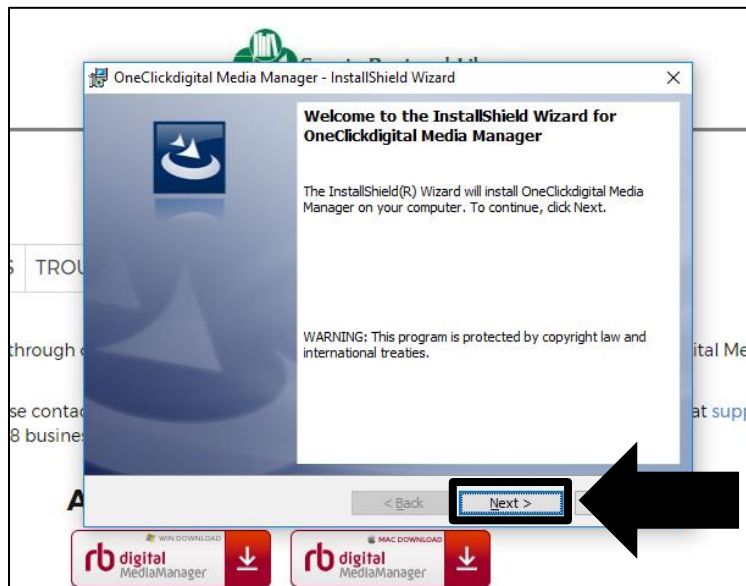 OneClickdigital Media Manager - InstallShield Wizard
Welcome to the InstallShield Wizard for
OneClickdigital Media Manager
The InstallShield(R) Wizard will install OneClickdigital Media
Manager on your computer. To continue, click Next.
TROU
WARNING: This program is protected by copyright law and
international treaties.
through
ital Me
se contac
at supp
8 busine
< Back
Next >
A
WIN DOWNLOAD
rb digital
MediaManager
MAC DOWNLOAD
rb digital
MediaManager